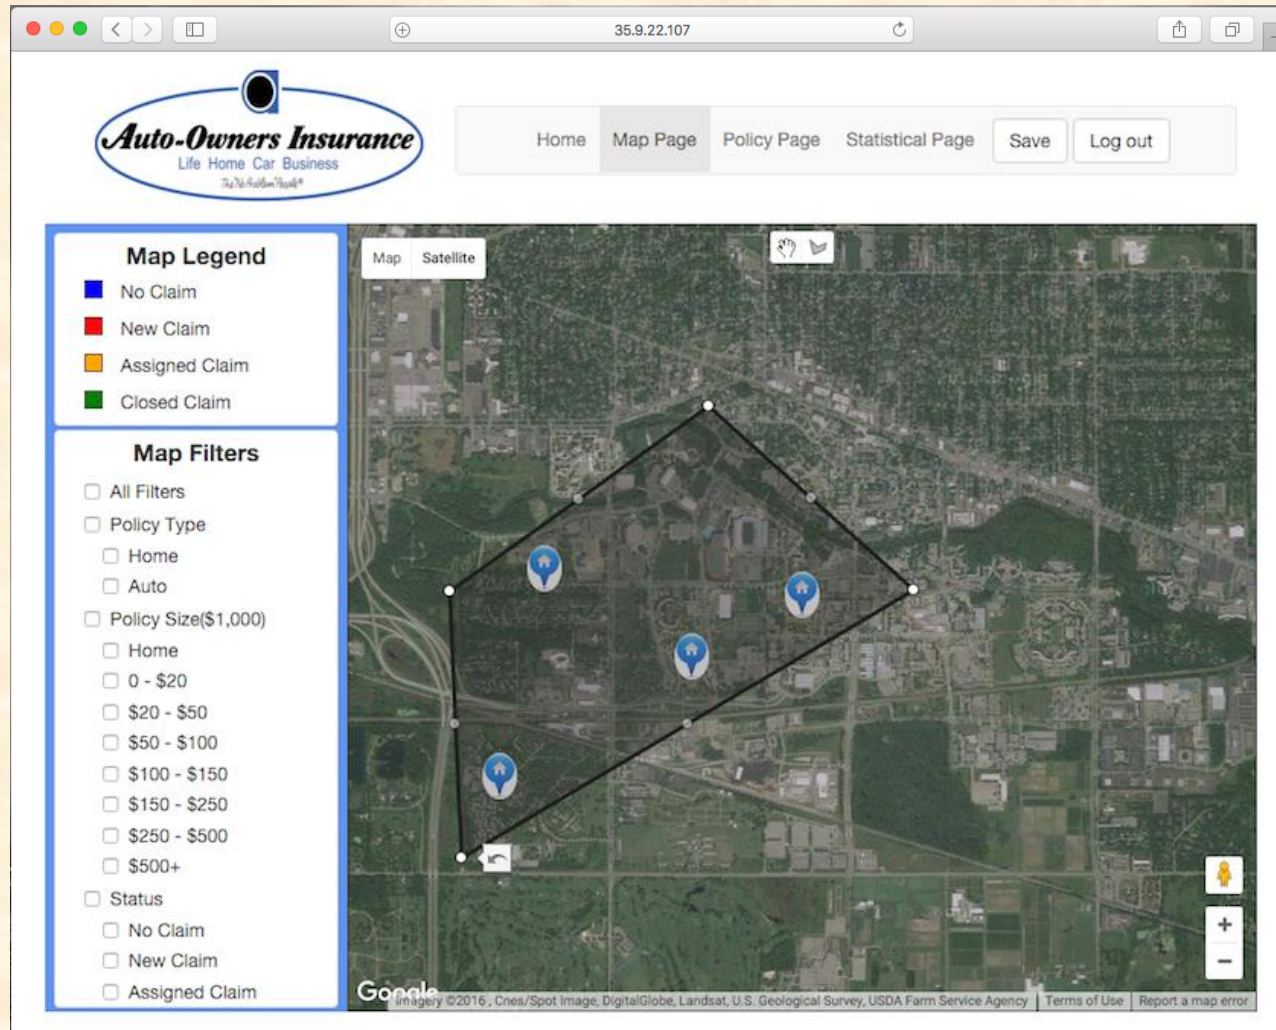 35.9.22.107
Auto-Owners Insurance
Life Home Car Business
The "No Problem" People®
Home Map Page Policy Page Statistical Page Save Log out
Map Legend
No Claim
New Claim
Assigned Claim
Closed Claim
Map Filters
All Filters
Policy Type
Home
Auto
Policy Size($1,000)
Home
0 - $20
$20 - $50
$50 - $100
$100 - $150
$150 - $250
$250 - $500
$500+
Status
No Claim
New Claim
Assigned Claim
Map Satellite
+
−
Google
Imagery ©2016 , Cnes/Spot Image, DigitalGlobe, Landsat, U.S. Geological Survey, USDA Farm Service Agency Terms of Use Report a map error